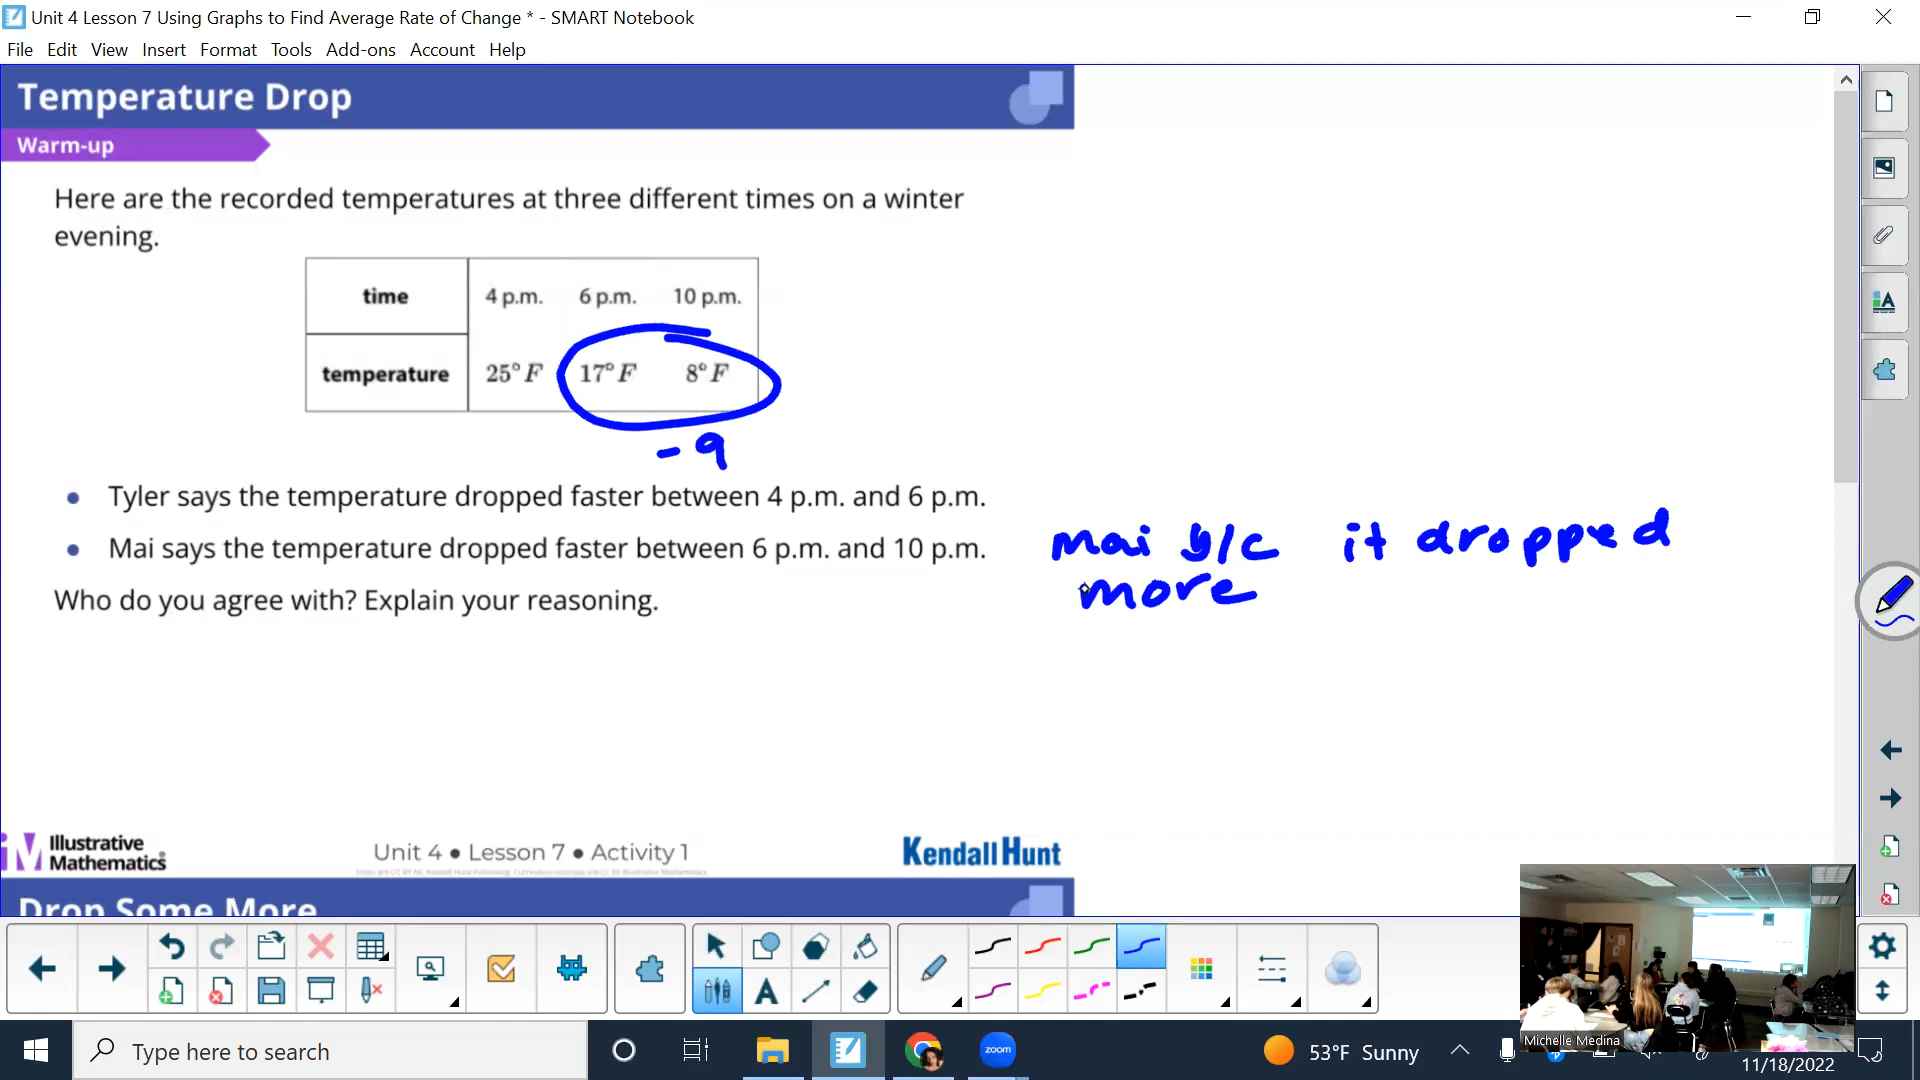 Unit 4 Lesson 7 Using Graphs to Find Average Rate of Change * - SMART Notebook
File Edit View Insert Format Tools Add-ons Account Help
Temperature Drop
Warm-up
Here are the recorded temperatures at three different times on a winter
evening.
time 4 p.m. 6 p.m. 10 p.m.
temperature 25° F 17° F 8° F
- 9
• Tyler says the temperature dropped faster between 4 p.m. and 6 p.m.
• Mai says the temperature dropped faster between 6 p.m. and 10 p.m.
Who do you agree with? Explain your reasoning.
mai b/c it dropped
more
Illustrative
Mathematics
Unit 4 • Lesson 7 • Activity 1
Kendall Hunt
Drop Some More
Michelle Medina
Type here to search
zoom
53°F Sunny
11/18/2022